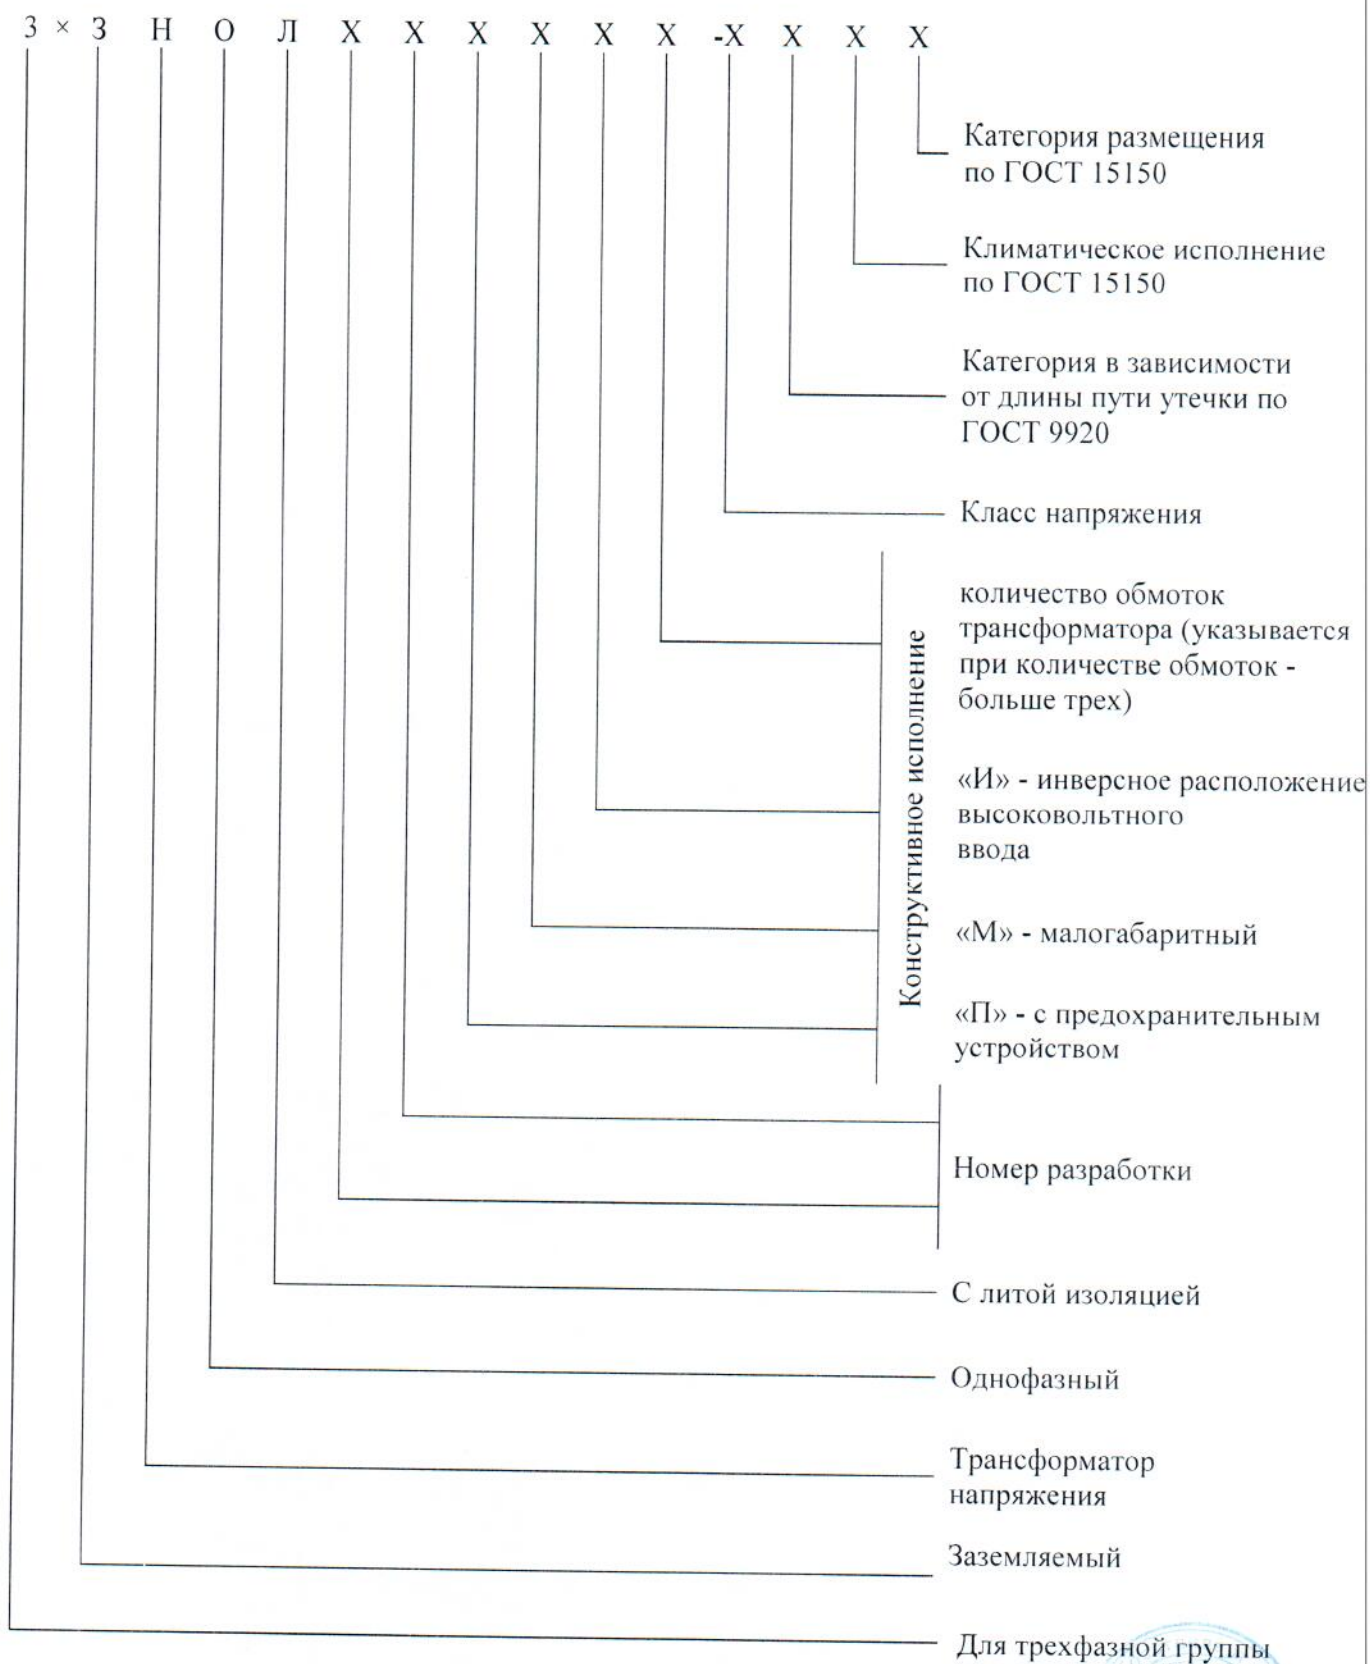 3 × З Н О Л Х Х Х Х Х Х -Х Х Х Х
Категория размещения
по ГОСТ 15150
Климатическое исполнение
по ГОСТ 15150
Категория в зависимости
от длины пути утечки по
ГОСТ 9920
Класс напряжения
Конструктивное исполнение
количество обмоток
трансформатора (указывается
при количестве обмоток -
больше трех)
«И» - инверсное расположение
высоковольтного
ввода
«М» - малогабаритный
«П» - с предохранительным
устройством
Номер разработки
С литой изоляцией
Однофазный
Трансформатор
напряжения
Заземляемый
Для трехфазной группы